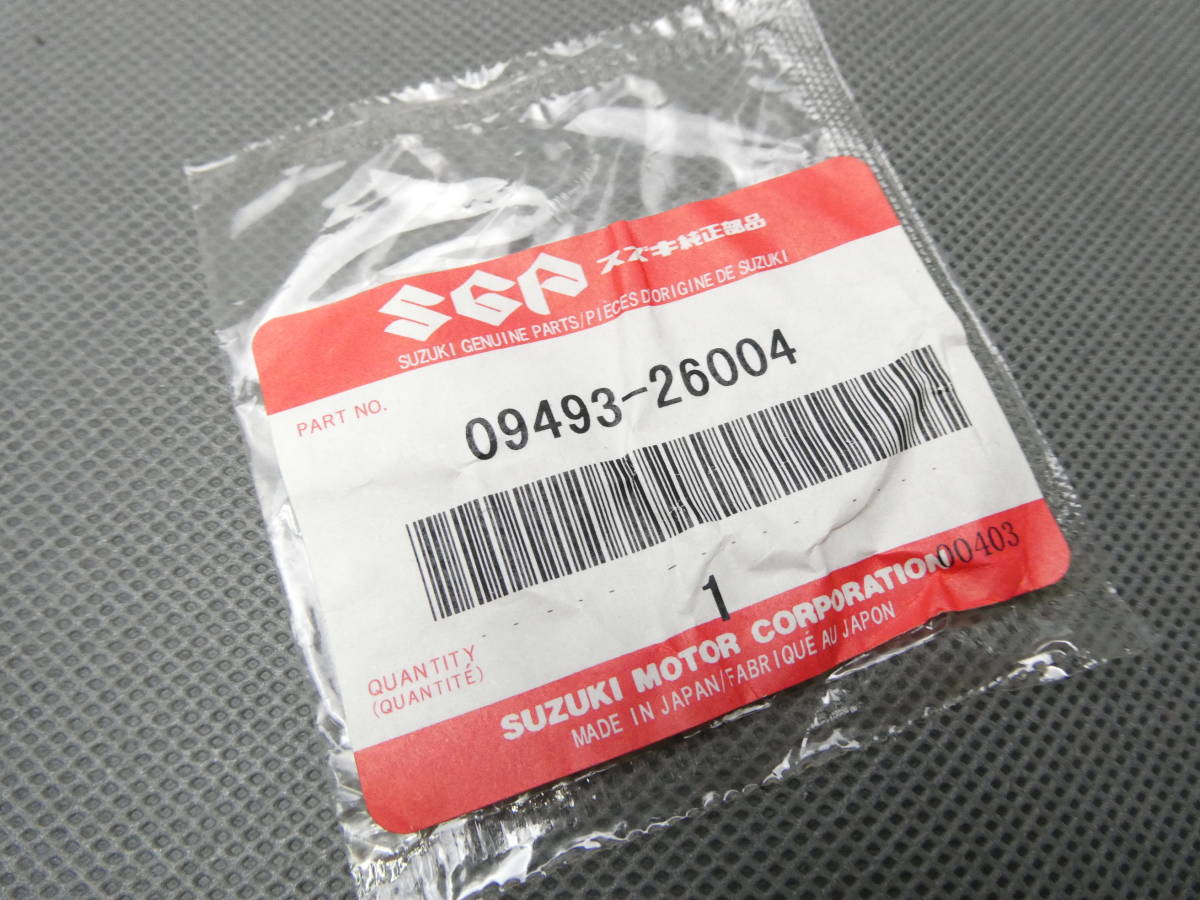 SGP スズキ純正部品
SUZUKI GENUINE PARTS/PIÈCES D'ORIGINE DE SUZUKI
PART NO.
09493-26004
1
QUANTITY
(QUANTITÉ)
00403
SUZUKI MOTOR CORPORATION
MADE IN JAPAN/FABRIQUÉ AU JAPON